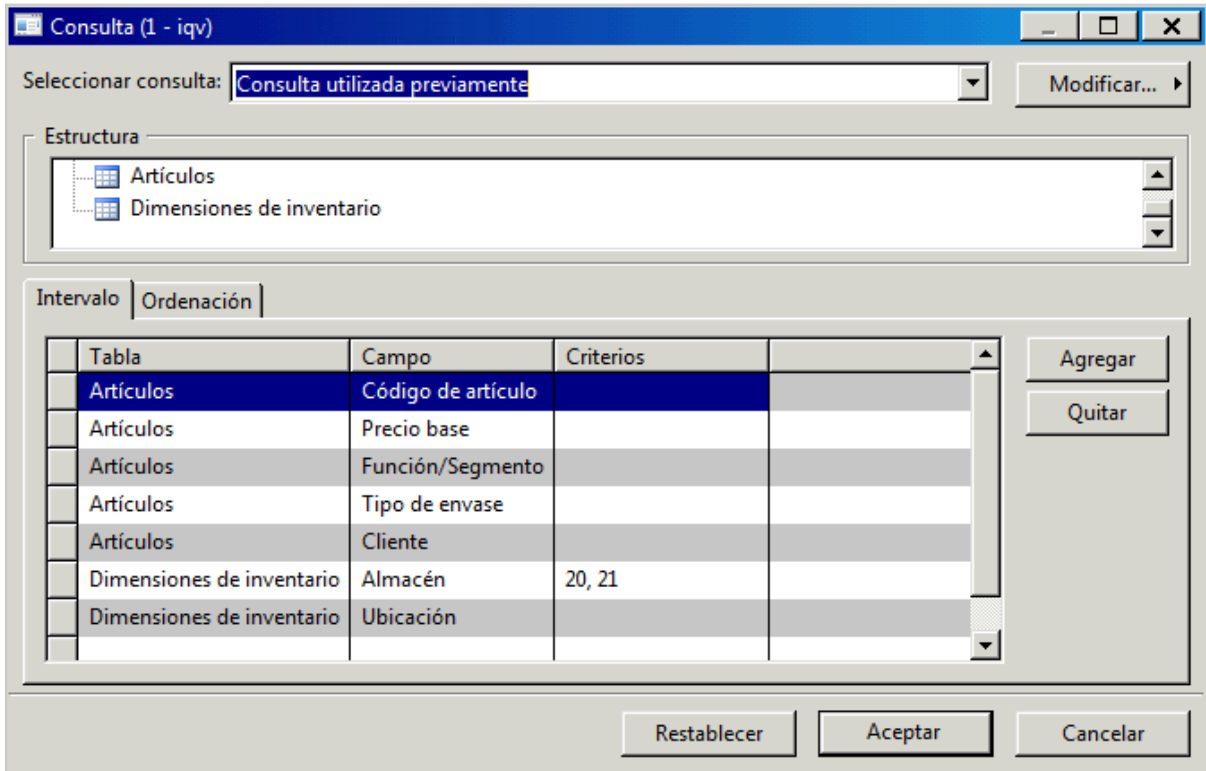 Consulta (1 - iqv)
Seleccionar consulta: Consulta utilizada previamente Modificar...
Estructura
Artículos
Dimensiones de inventario
Intervalo Ordenación
Tabla Campo Criterios
Agregar
Artículos Código de artículo
Quitar
Artículos Precio base
Artículos Función/Segmento
Artículos Tipo de envase
Artículos Cliente
Dimensiones de inventario Almacén 20, 21
Dimensiones de inventario Ubicación
Restablecer Aceptar Cancelar